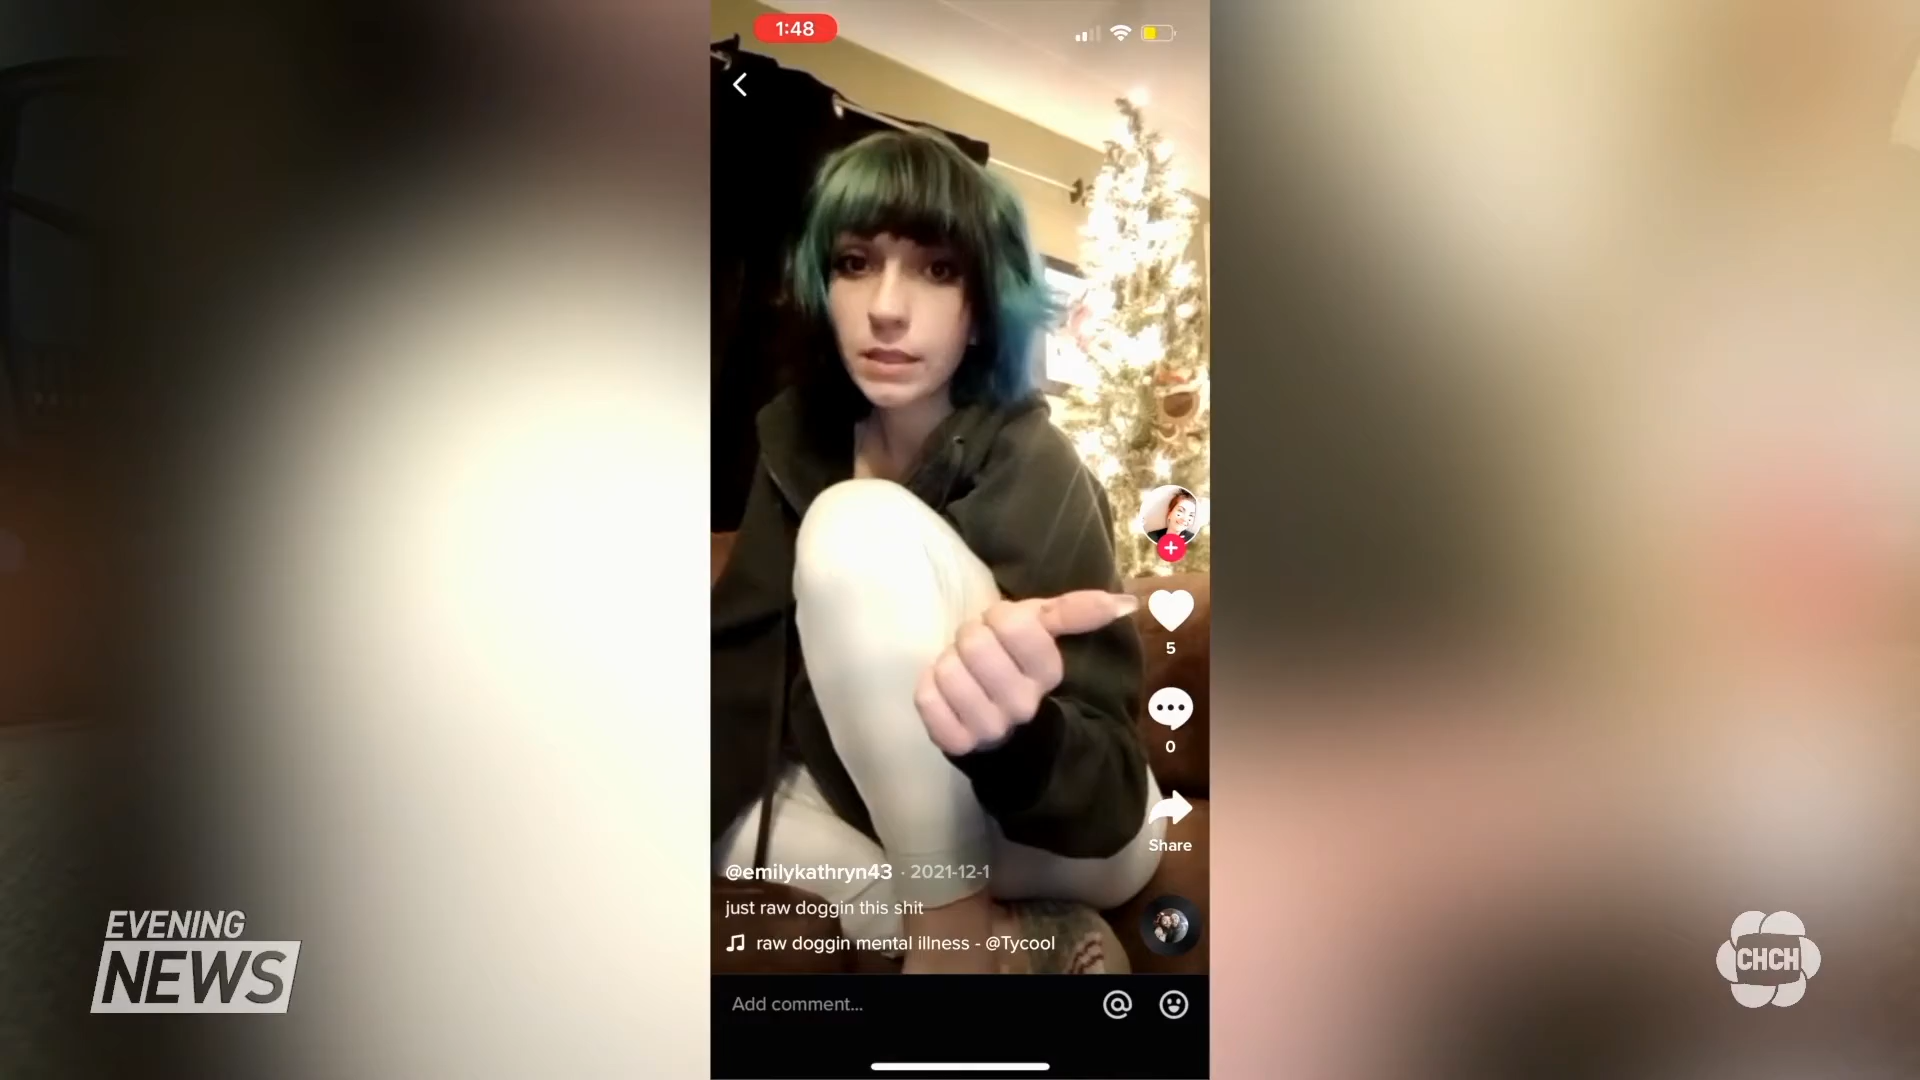 1:48
5
0
Share
@emilykathryn43 · 2021-12-1
just raw doggin this shit
raw doggin mental illness - @Tycool
Add comment...
EVENING
NEWS
CHCH